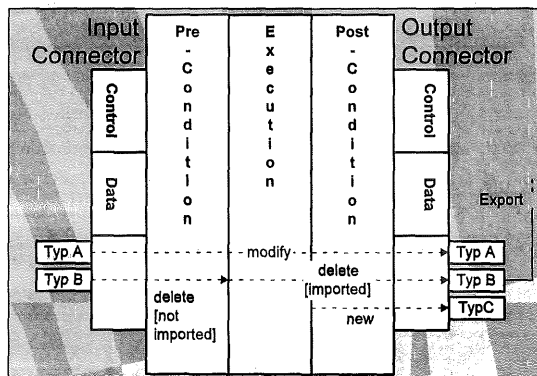 Input
Connector
Pre
-
C
o
n
d
i
t
i
o
n
E
x
e
c
u
t
i
o
n
Post
-
C
o
n
d
i
t
i
o
n
Output
Connector
Control
Data
Control
Data
Export
Typ A
modify
Typ A
Typ B
delete
[imported]
Typ B
delete
[not
imported]
new
TypC